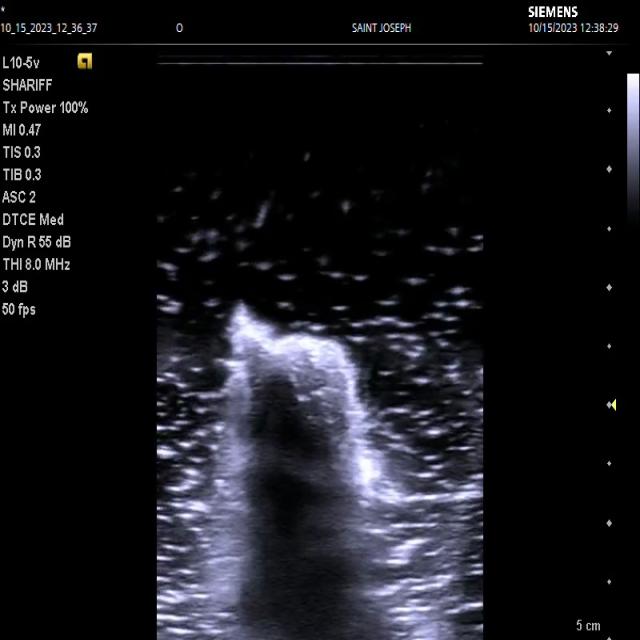 *
SIEMENS
10_15_2023_12_36_37
O
SAINT JOSEPH
10/15/2023 12:38:29
L10-5v
SHARIFF
Tx Power 100%
MI 0.47
TIS 0.3
TIB 0.3
ASC 2
DTCE Med
Dyn R 55 dB
THI 8.0 MHz
3 dB
50 fps
5 cm